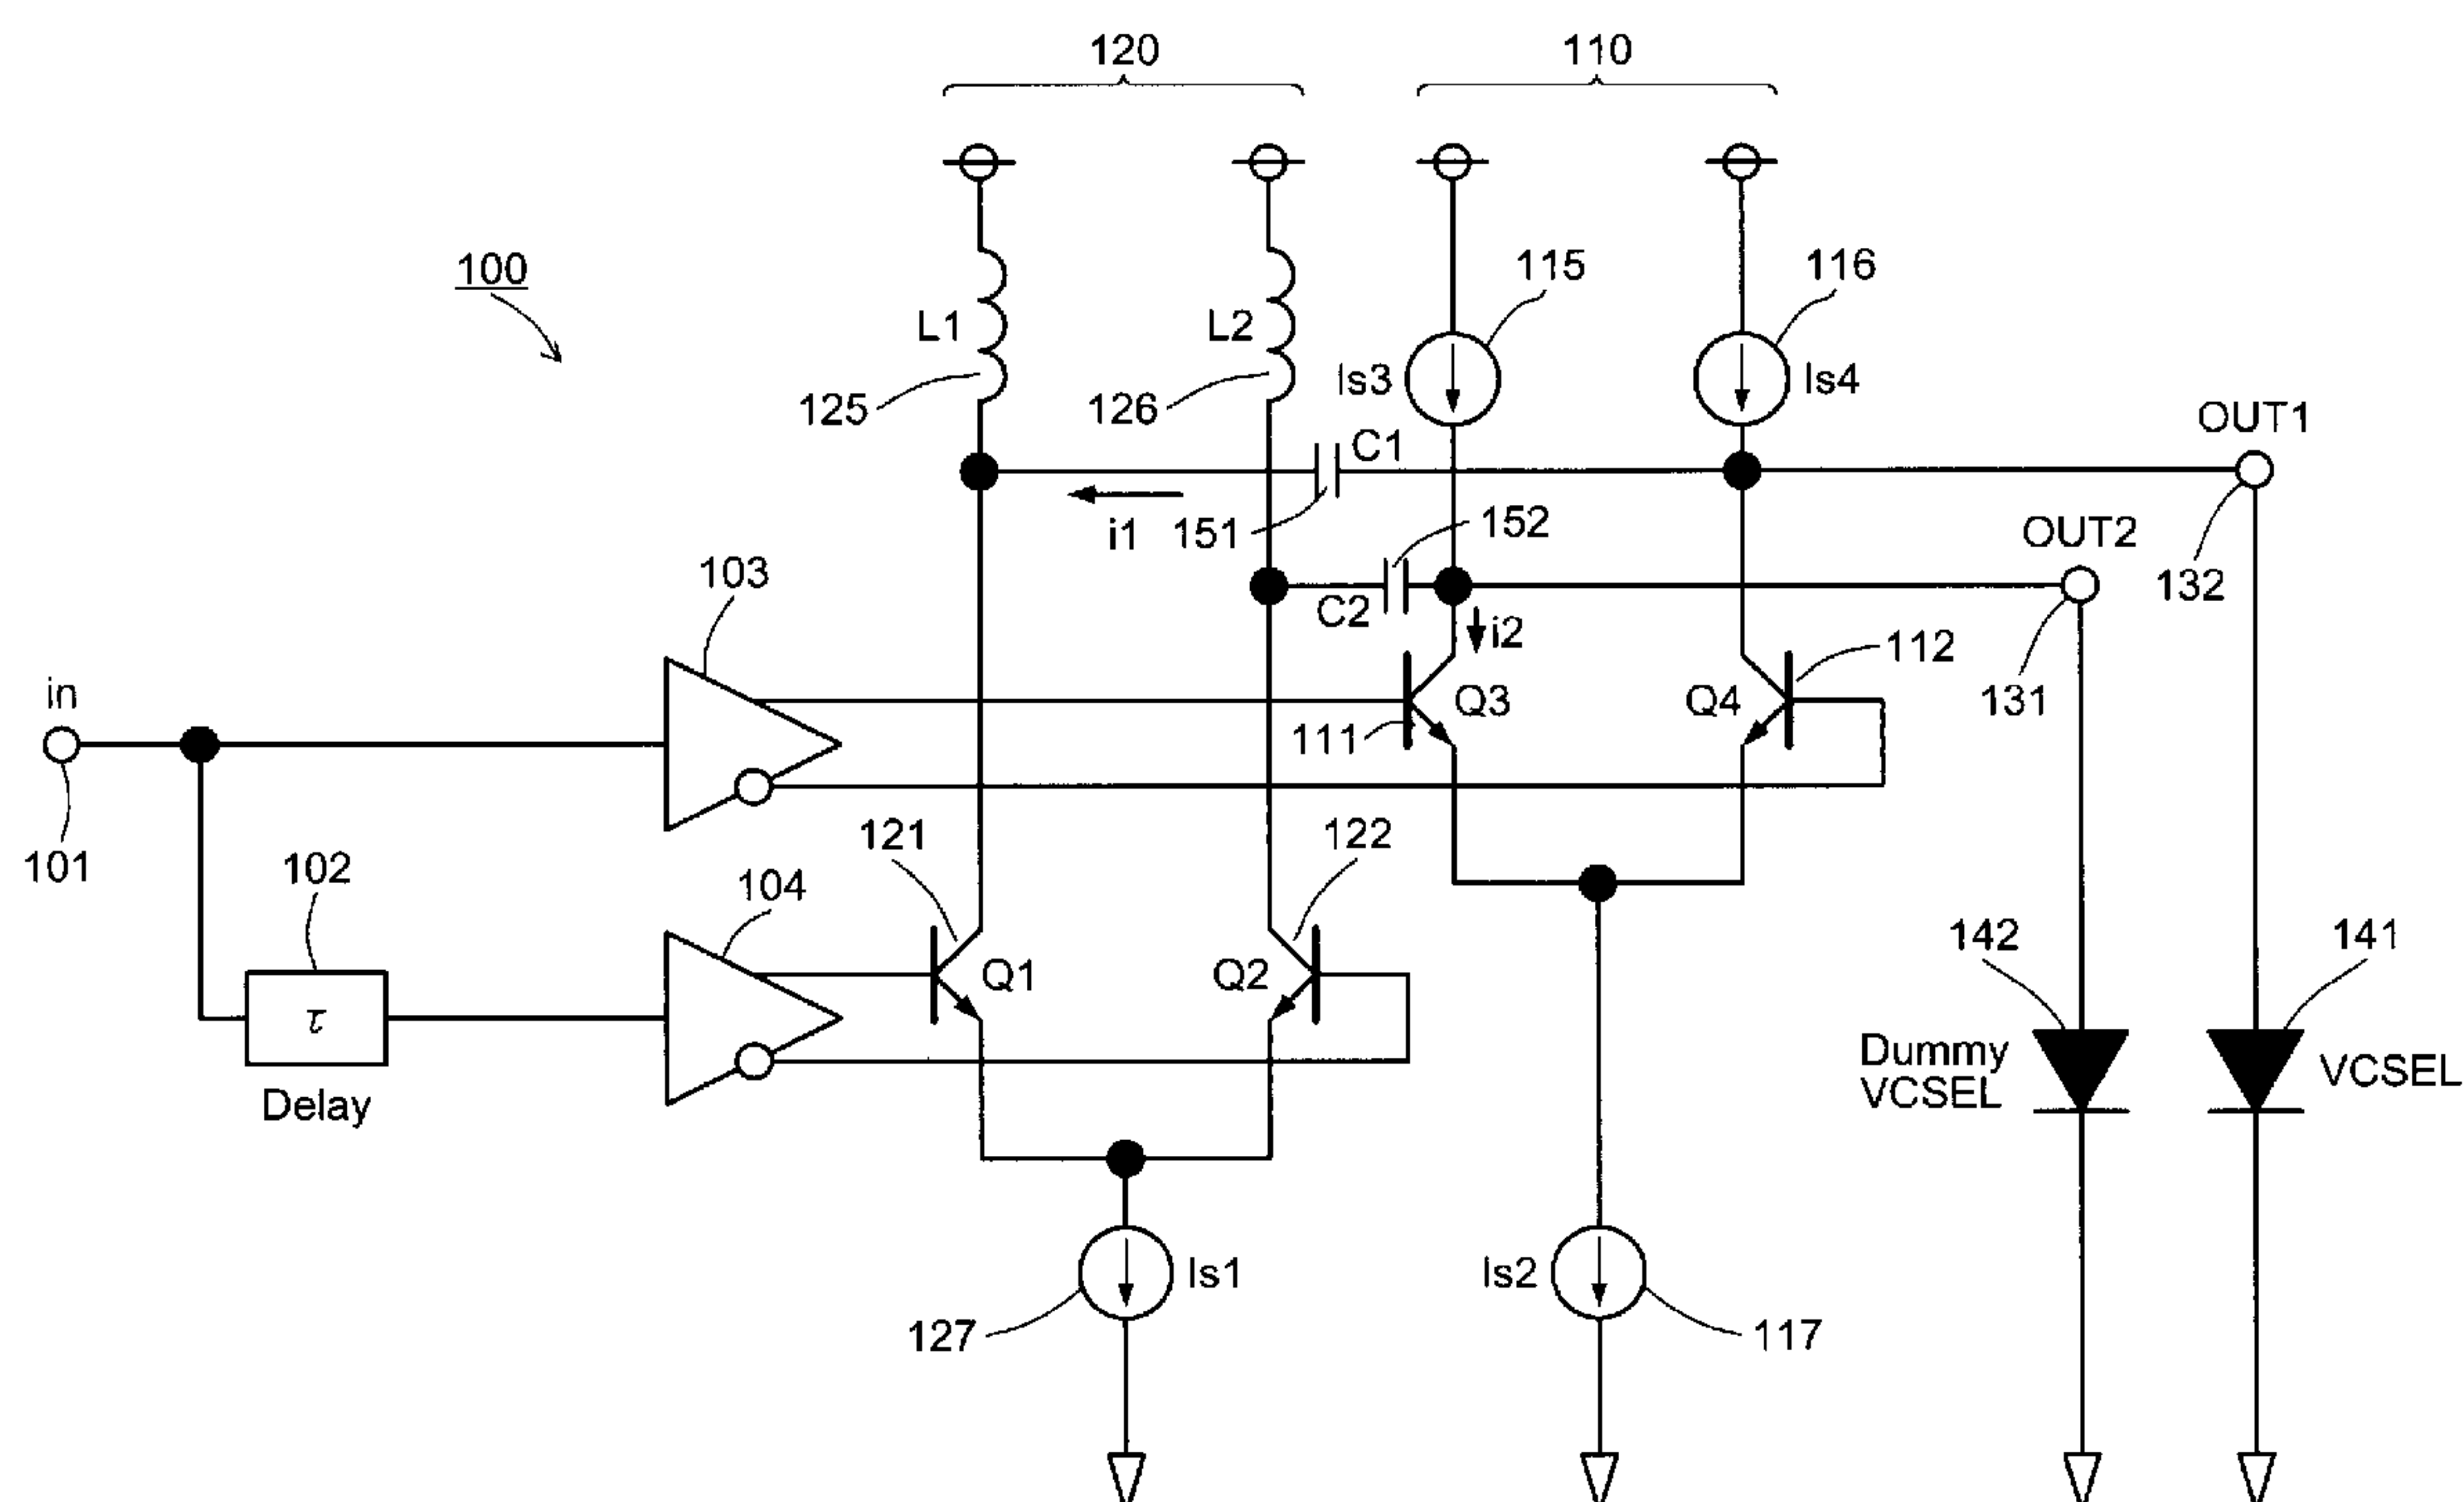 120
110
100
115
116
L1
L2
Is3
Is4
125
126
OUT1
C1
i1
151
152
OUT2
132
C2
i2
103
112
in
Q3
Q4
131
111
101
102
121
122
104
142
141
τ
Q1
Q2
Delay
Dummy
VCSEL
VCSEL
Is1
Is2
127
117